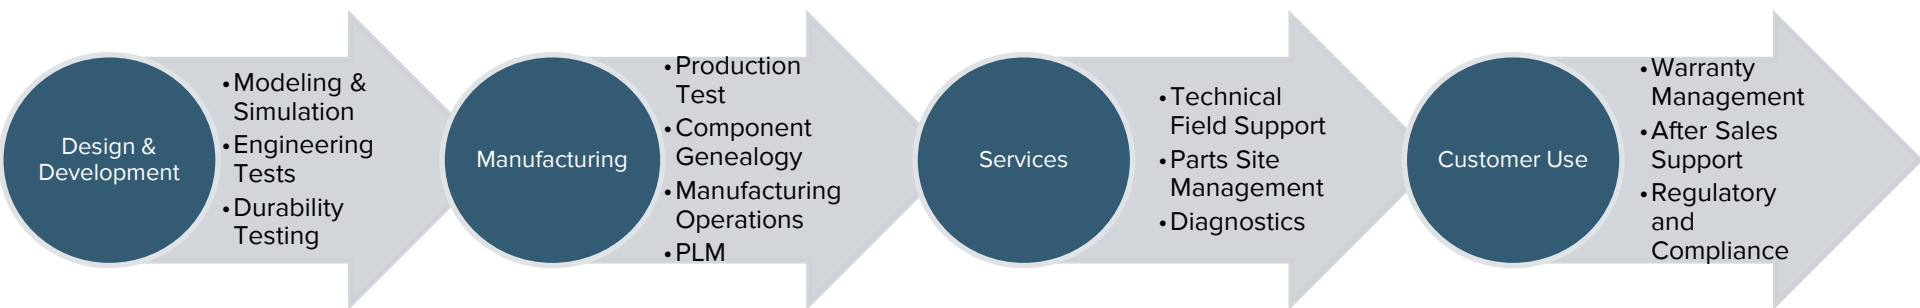 Design &
Development
•Modeling &
Simulation
•Engineering
Tests
•Durability
Testing
Manufacturing
•Production
Test
•Component
Genealogy
•Manufacturing
Operations
•PLM
Services
•Technical
Field Support
•Parts Site
Management
•Diagnostics
Customer Use
•Warranty
Management
•After Sales
Support
•Regulatory
and
Compliance